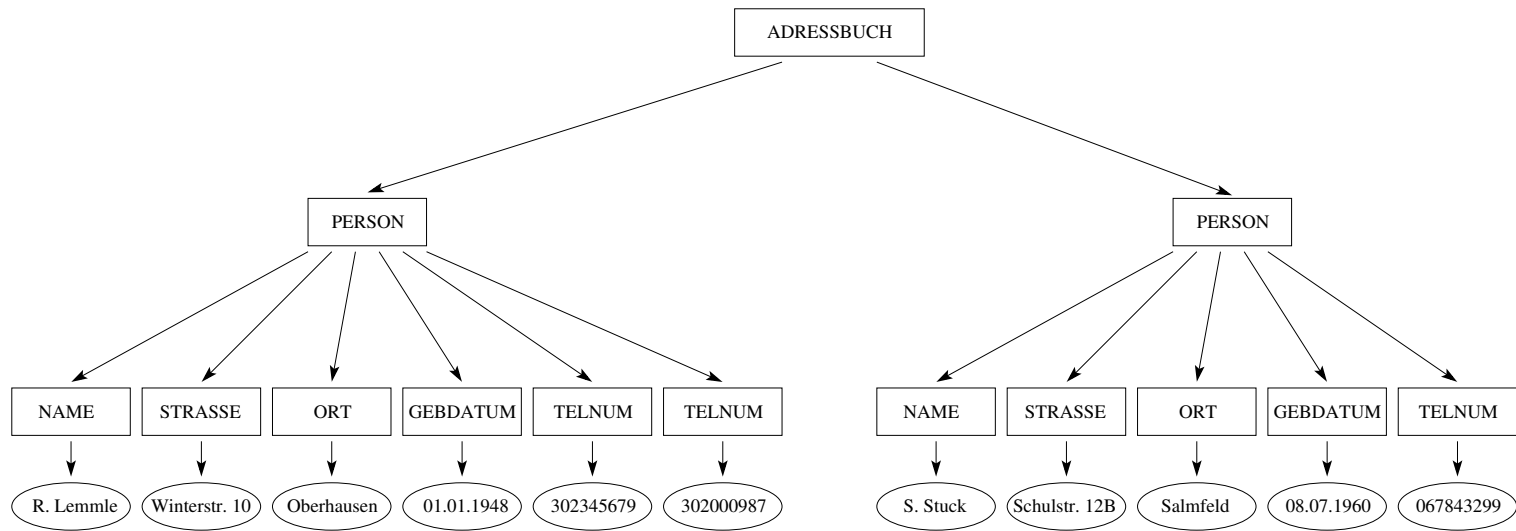 ADRESSBUCH
PERSON PERSON
NAME STRASSE ORT GEBDATUM TELNUM TELNUM NAME STRASSE ORT GEBDATUM TELNUM
R. Lemmle Winterstr. 10 Oberhausen 01.01.1948 302345679 302000987 S. Stuck Schulstr. 12B Salmfeld 08.07.1960 067843299